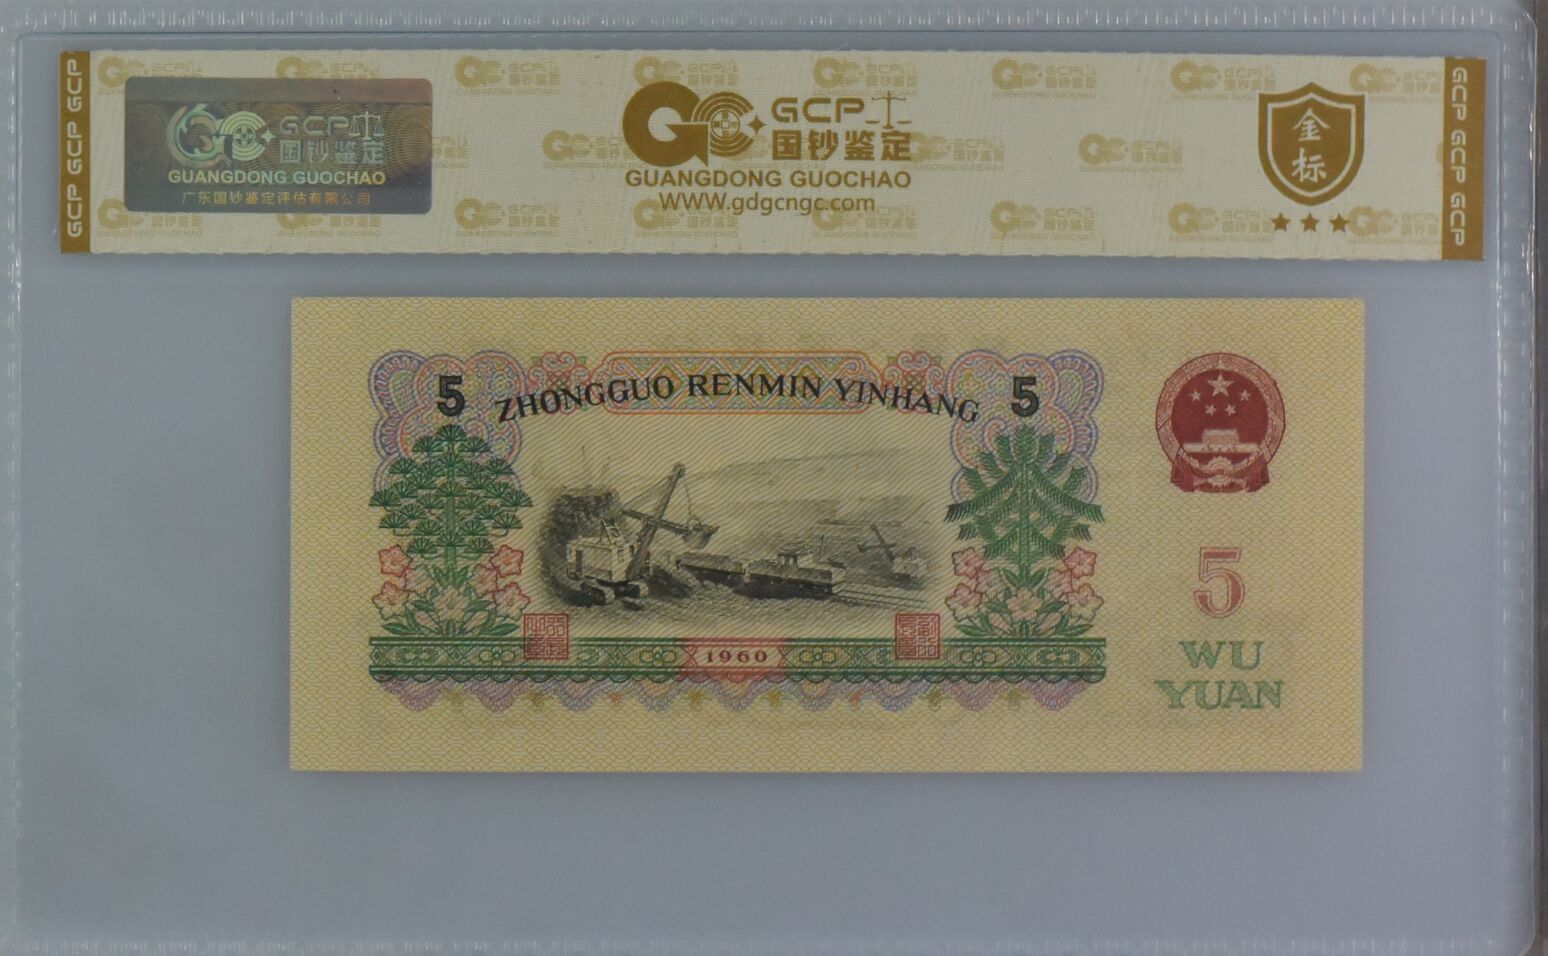 GCP GCP GCP
GCP
国钞鉴定
GUANGDONG GUOCHAO
广东国钞鉴定评估有限公司
GCP
国钞鉴定
GUANGDONG GUOCHAO
WWW.gdgcngc.com
金标
GCP GCP GCP
5
ZHONGGUO RENMIN YINHANG
5
1960
5
WU
YUAN